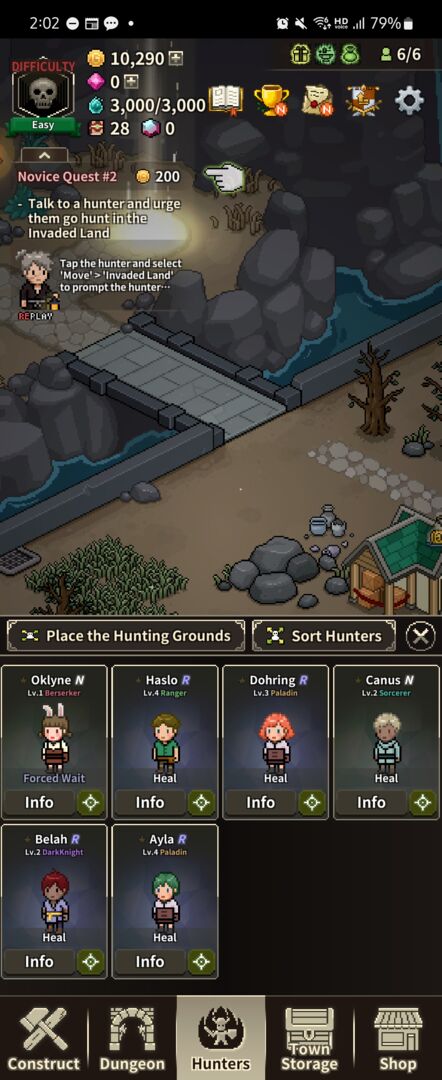 2:02
HD
voice
79%
DIFFICULTY
Easy
10,290
0
3,000/3,000
28
0
6/6
N
N
Novice Quest #2
200
- Talk to a hunter and urge
them go hunt in the
Invaded Land
Tap the hunter and select
'Move' > 'Invaded Land'
to prompt the hunter...
REPLAY
Place the Hunting Grounds
Sort Hunters
Oklyne N
Lv.1 Berserker
Forced Wait
Info
Haslo R
Lv.4 Ranger
Heal
Info
Dohring R
Lv.3 Paladin
Heal
Info
Canus N
Lv.2 Sorcerer
Heal
Info
Belah R
Lv.2 DarkKnight
Heal
Info
Ayla R
Lv.4 Paladin
Heal
Info
Construct
Dungeon
Hunters
Town
Storage
Shop